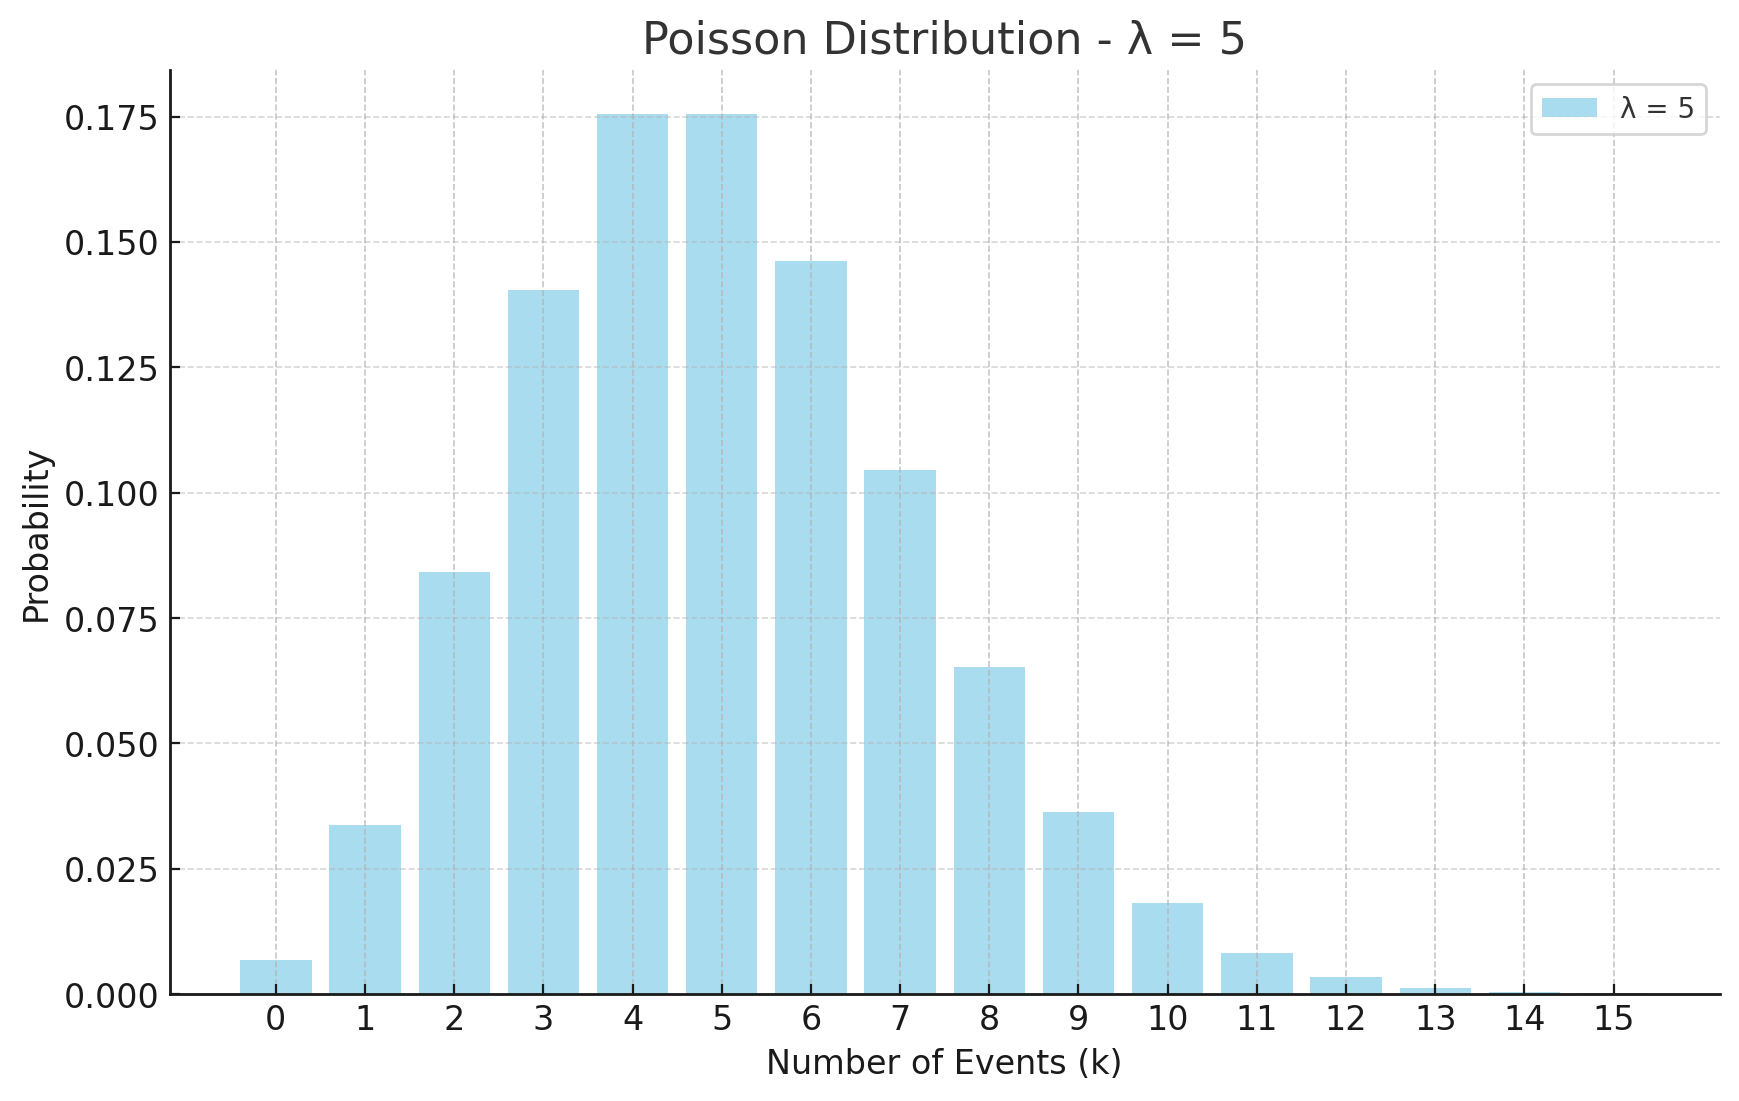 Poisson Distribution - λ = 5
λ = 5
0.175
0.150
0.125
0.100
0.075
0.050
0.025
0.000
Probability
0 1 2 3 4 5 6 7 8 9 10 11 12 13 14 15
Number of Events (k)